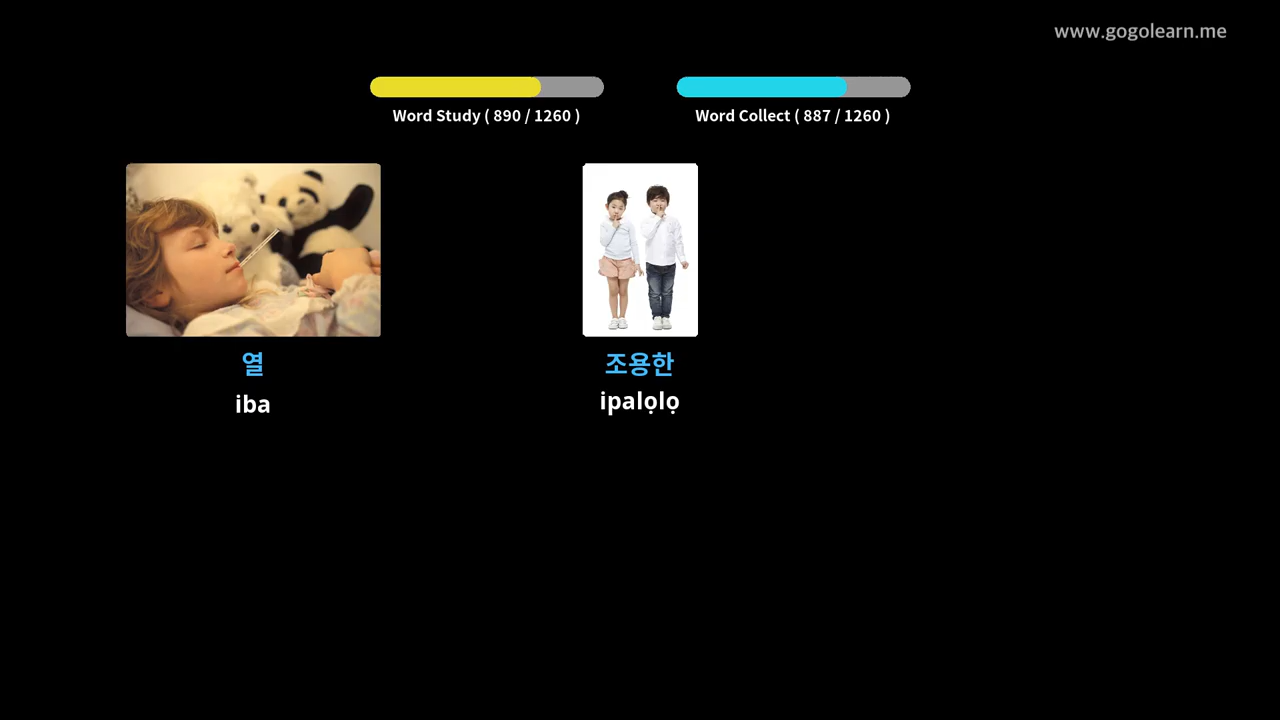 www.gogolearn.me
Word Study ( 890 / 1260 )
Word Collect ( 887 / 1260 )
열
iba
조용한
ipalọlọ